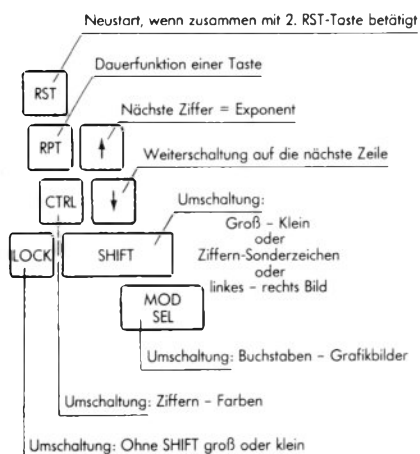 Neustart, wenn zusammen mit 2. RST-Taste betätigt
Dauerfunktion einer Taste
RST
Nächste Ziffer = Exponent
RPT ↑
Weiterschaltung auf die nächste Zeile
CTRL ↓
Umschaltung:
Groß – Klein
oder
Ziffern-Sonderzeichen
oder
linkes – rechts Bild
LOCK SHIFT
MOD
SEL
Umschaltung: Buchstaben – Grafikbilder
Umschaltung: Ziffern – Farben
Umschaltung: Ohne SHIFT groß oder klein